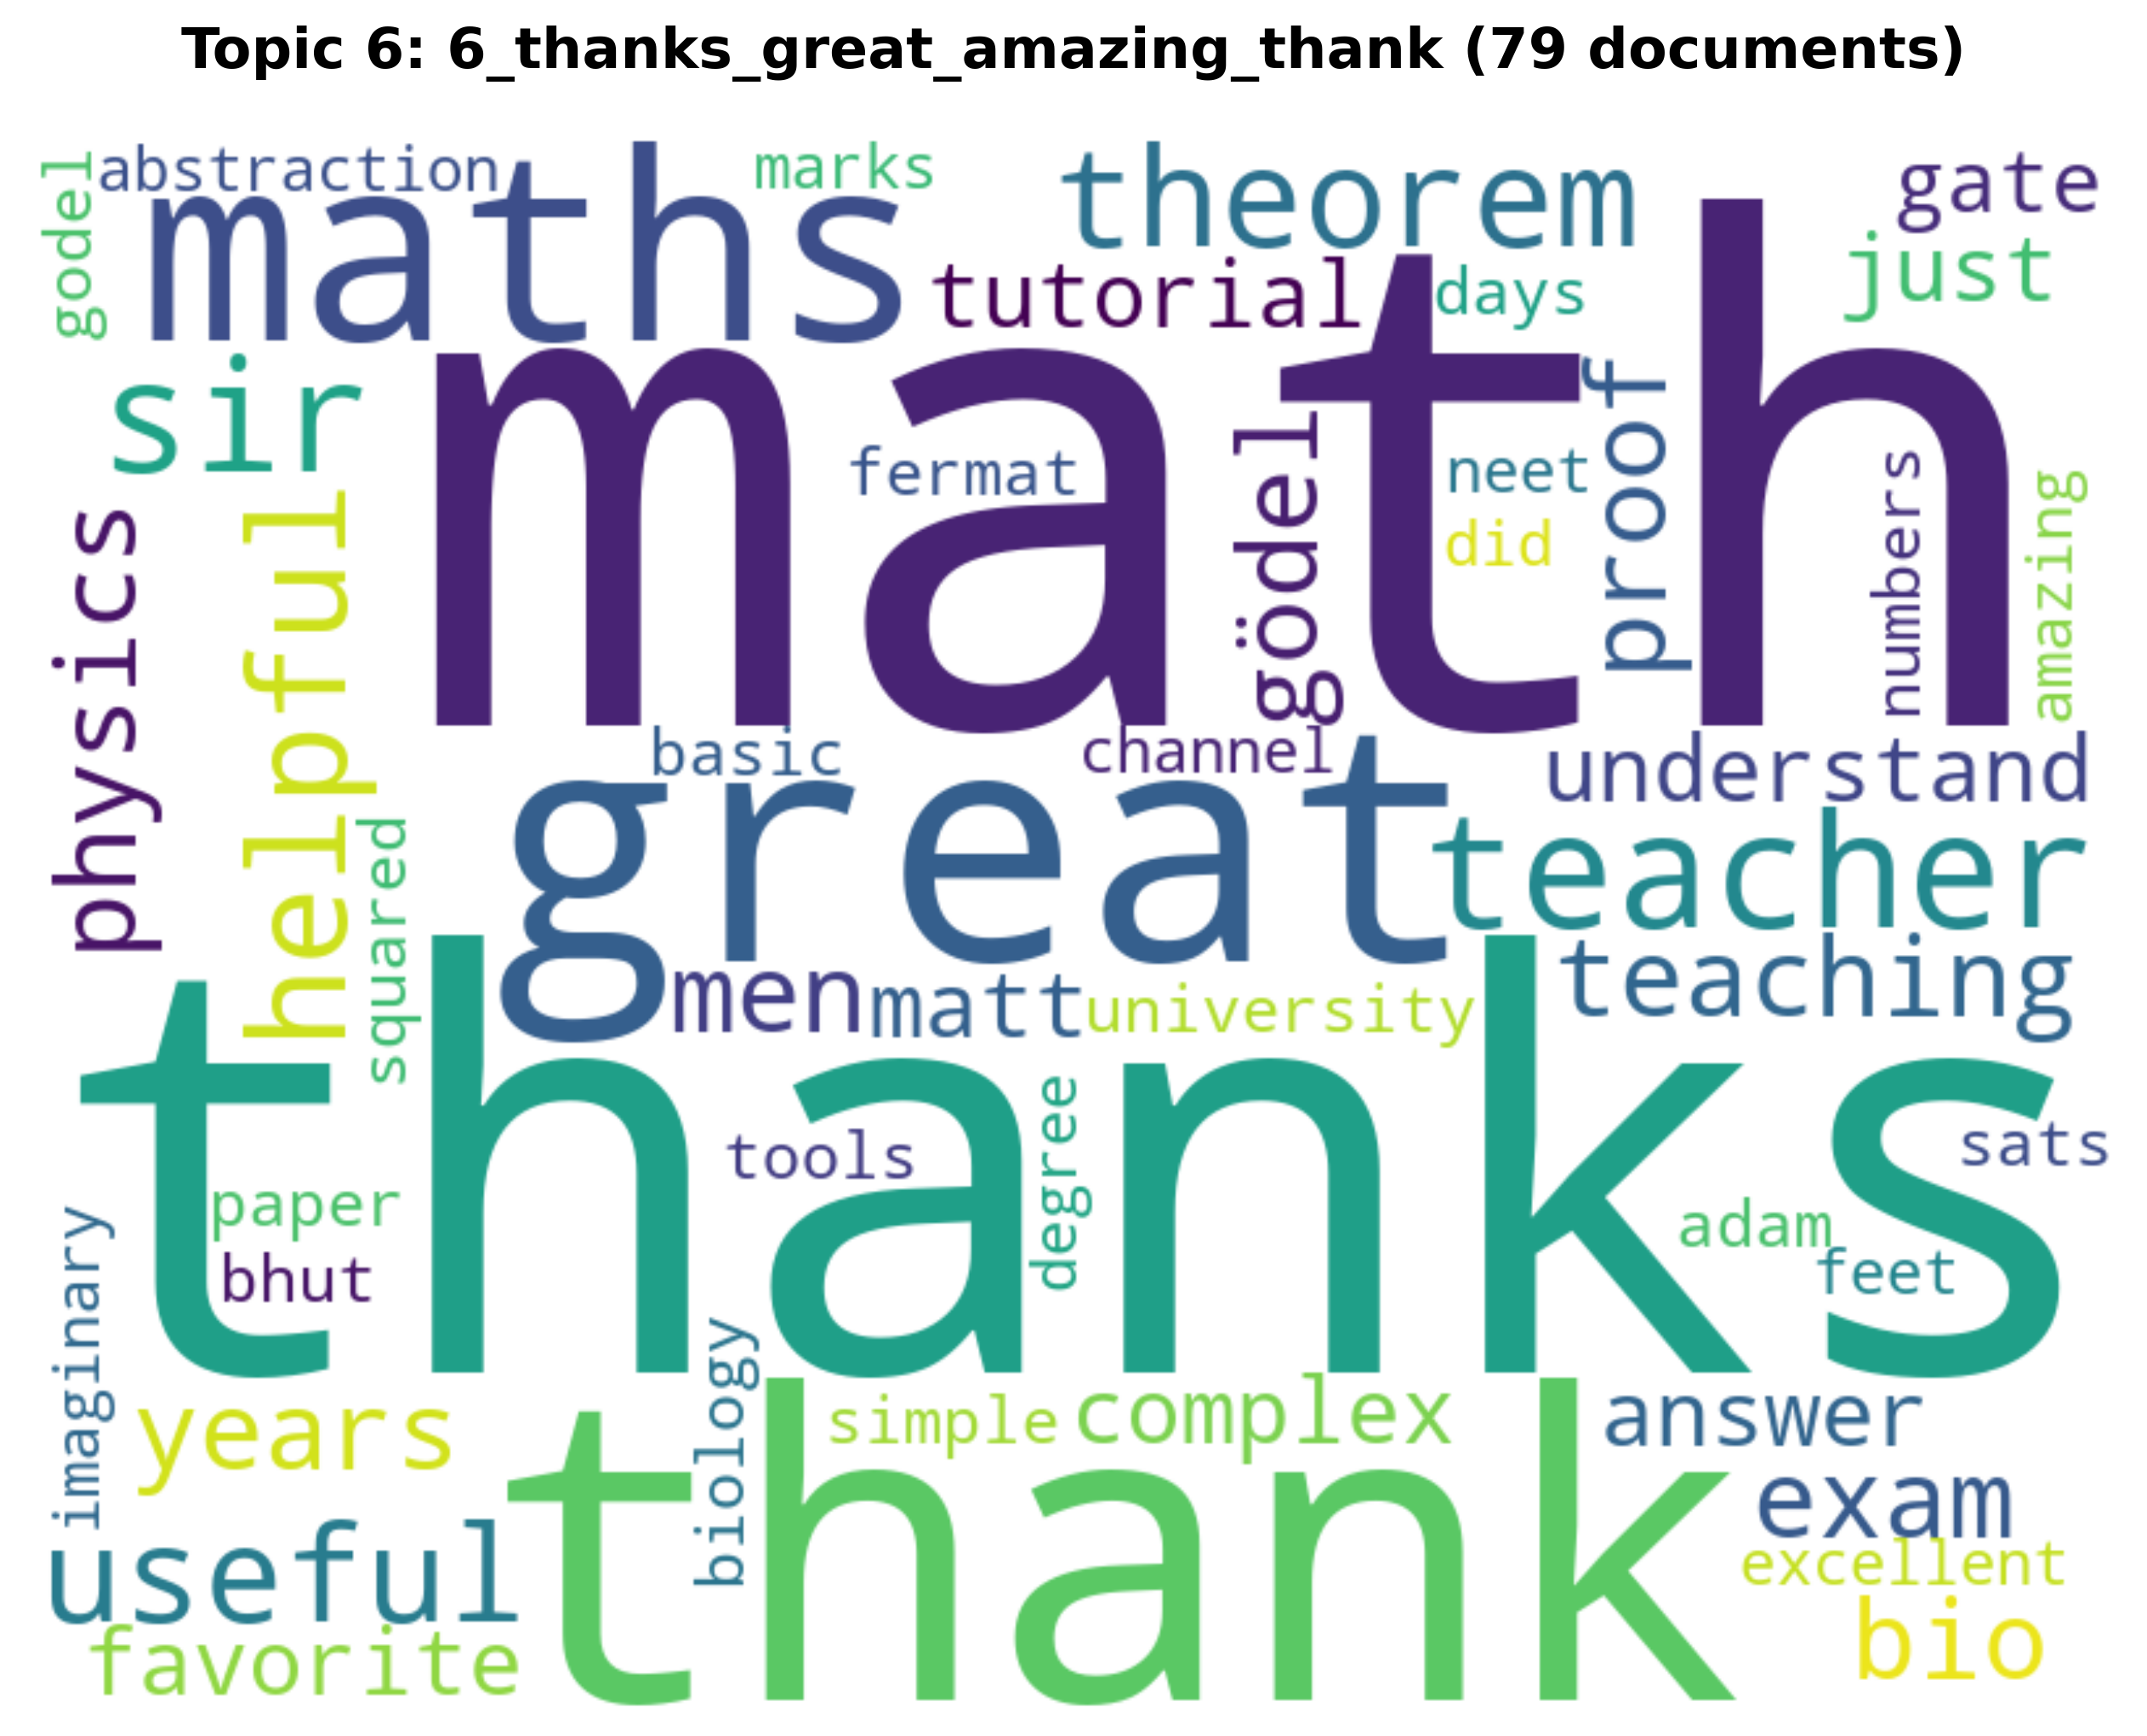 Topic 6: 6_thanks_great_amazing_thank (79 documents)
godel
abstraction
marks
theorem
gate
maths
tutorial
days
just
sir
math
fermat
gödel
neet
did
proof
numbers
amazing
physics
helpful
basic
channel
understand
great
teacher
squared
men
matt
university
teaching
thanks
tools
degree
sats
paper
bhut
adam
feet
imaginary
biology
years
simple
complex
answer
thank
exam
useful
excellent
favorite
bio